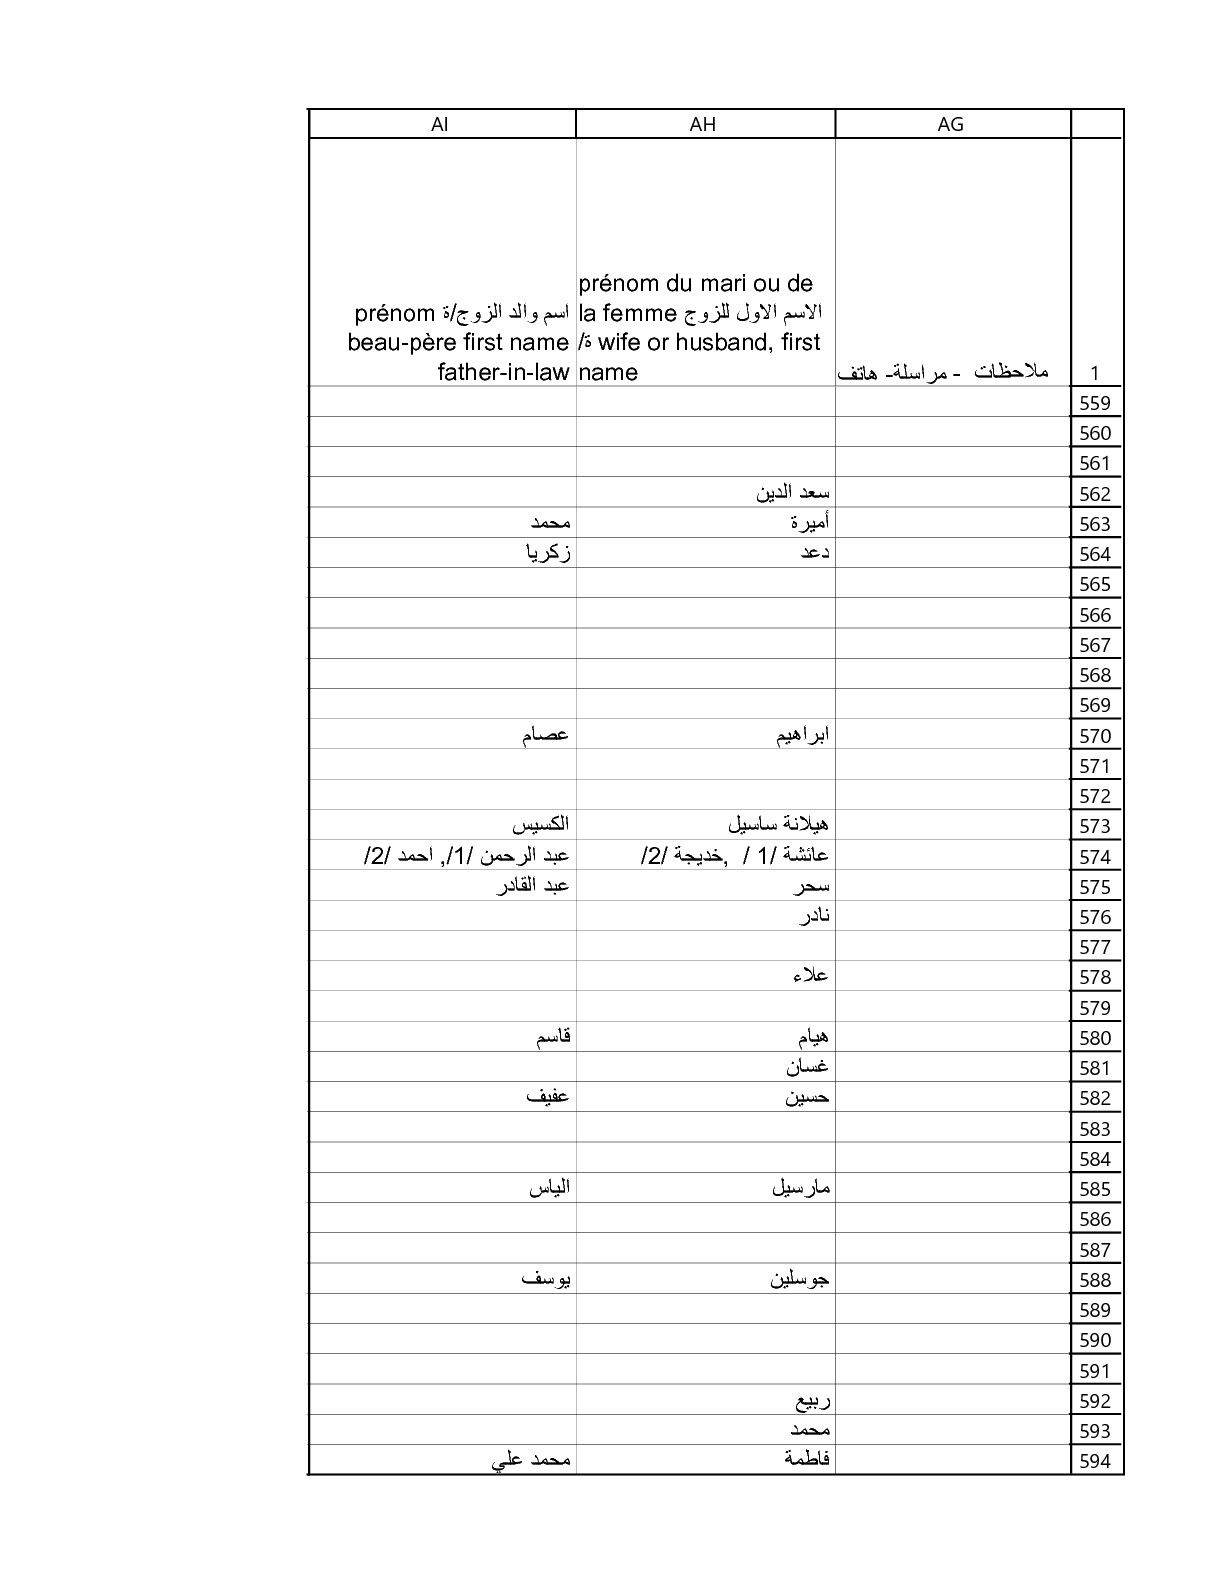 AI AH AG
prénom du mari ou de
اسم والد الزوج/ة prénom la femme الاسم الاول للزوج
beau-père first name /ة wife or husband, first
father-in-law name ملاحظات - مراسلة- هاتف 1
559
560
561
سعد الدين 562
محمد أميرة 563
زكريا دعد 564
565
566
567
568
569
عصام ابراهيم 570
571
572
الكسيس هيلانة ساسيل 573
عبد الرحمن /1/, احمد /2/ عائشة /1 / ,خديجة /2/ 574
عبد القادر سحر 575
نادر 576
577
علاء 578
579
قاسم هيام 580
غسان 581
عفيف حسين 582
583
584
الياس مارسيل 585
586
587
يوسف جوسلين 588
589
590
591
ربيع 592
محمد 593
محمد علي فاطمة 594